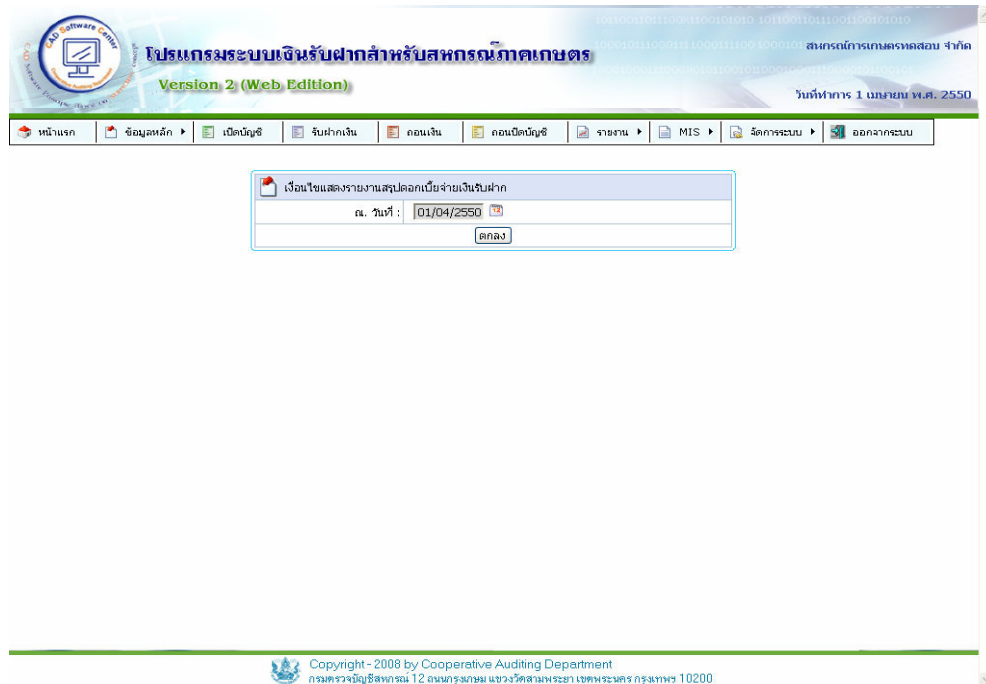 CAD Software Center
โปรแกรมระบบเงินรับฝากสำหรับสหกรณ์ภาคเกษตร
Version 2 (Web Edition)
สหกรณ์การเกษตรทดสอบ จำกัด
วันที่ทำการ 1 เมษายน พ.ศ. 2550
หน้าแรก ข้อมูลหลัก เปิดบัญชี รับฝากเงิน ถอนเงิน ถอนปิดบัญชี รายงาน MIS จัดการระบบ ออกจากระบบ
เงื่อนไขแสดงรายงานสรุปดอกเบี้ยจ่ายเงินรับฝาก
ณ. วันที่ : 01/04/2550
ตกลง
Copyright - 2008 by Cooperative Auditing Department
กรมตรวจบัญชีสหกรณ์ 12 ถนนกรุงเกษม แขวงวัดสามพระยา เขตพระนคร กรุงเทพฯ 10200